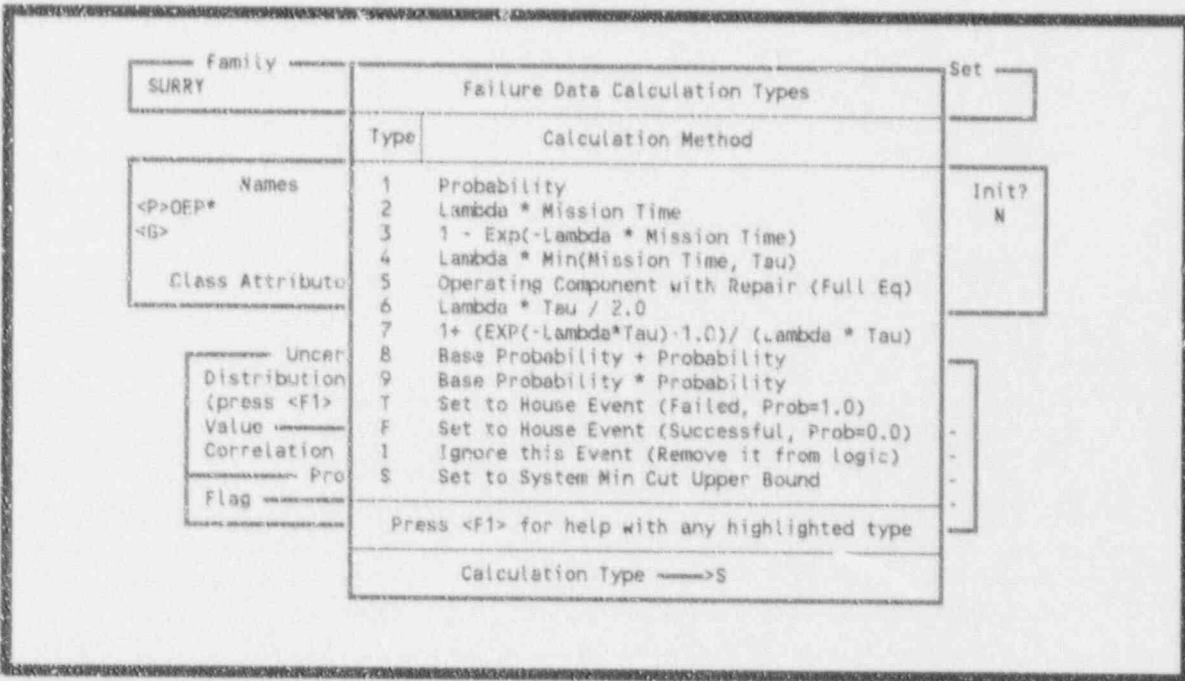 Family
Set
SURRY
Failure Data Calculation Types
Type Calculation Method
Names
Init?
<P>OEP*
N
<G>
Class Attribute
1 Probability
2 Lambda * Mission Time
3 1 - Exp(-Lambda * Mission Time)
4 Lambda * Min(Mission Time, Tau)
5 Operating Component with Repair (Full Eq)
6 Lambda * Tau / 2.0
7 1+ (EXP(-Lambda*Tau)-1.0)/ (Lambda * Tau)
8 Base Probability + Probability
9 Base Probability * Probability
T Set to House Event (Failed, Prob=1.0)
F Set to House Event (Successful, Prob=0.0)
I Ignore this Event (Remove it from logic)
S Set to System Min Cut Upper Bound
Uncer
Distribution
(press <F1>
Value
Correlation
Pro
Flag
Press <F1> for help with any highlighted type
Calculation Type --->S